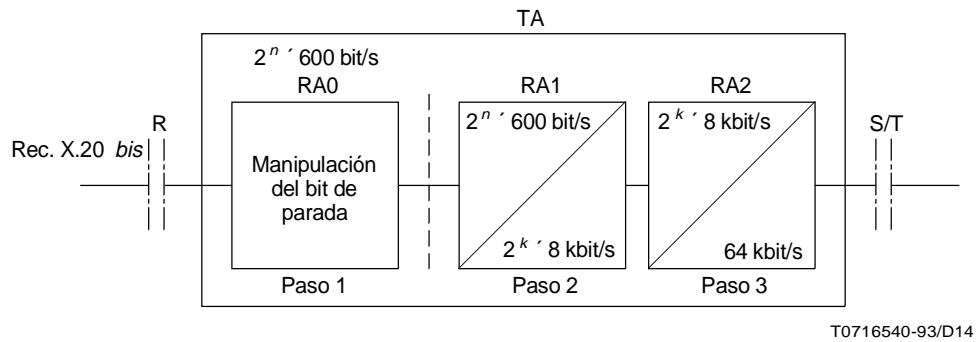 TA
2ⁿ ´ 600 bit/s
RA0
RA1
RA2
R
S/T
Rec. X.20 bis
Manipulación
del bit de
parada
2ⁿ ´ 600 bit/s
2ᵏ ´ 8 kbit/s
2ᵏ ´ 8 kbit/s
64 kbit/s
Paso 1
Paso 2
Paso 3
T0716540-93/D14